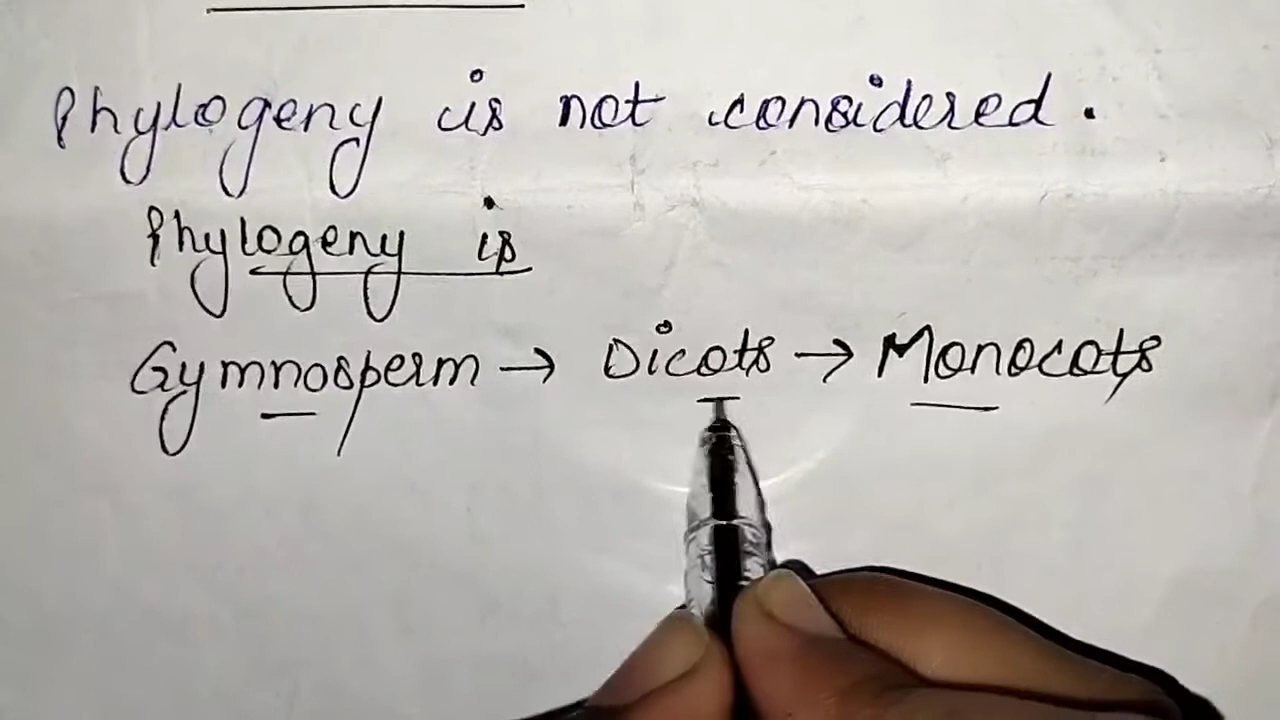 Phylogeny is not considered.
Phylogeny is
Gymnosperm → Dicots → Monocots